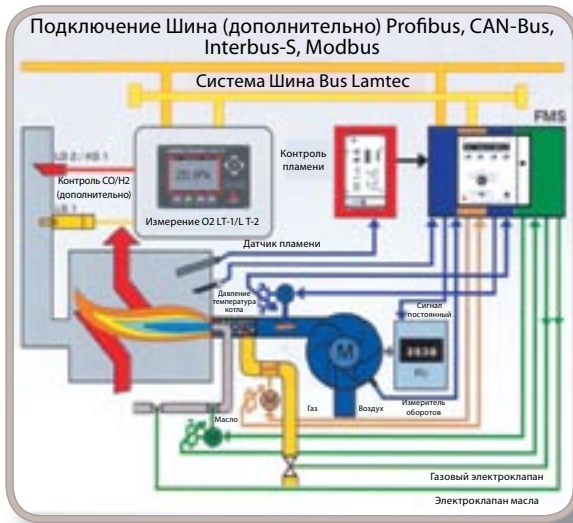 Подключение Шина (дополнительно) Profibus, CAN-Bus,
Interbus-S, Modbus
Система Шина Bus Lamtec
FMS
Контроль
пламени
Контроль CO/H2
(дополнительно)
Измерение O2 LT-1/L T-2
Датчик пламени
Давление
температура
котла
Сигнал
постоянный
M
M
Масло
Газ
Воздух
Измеритель
оборотов
Газовый электроклапан
Электроклапан масла